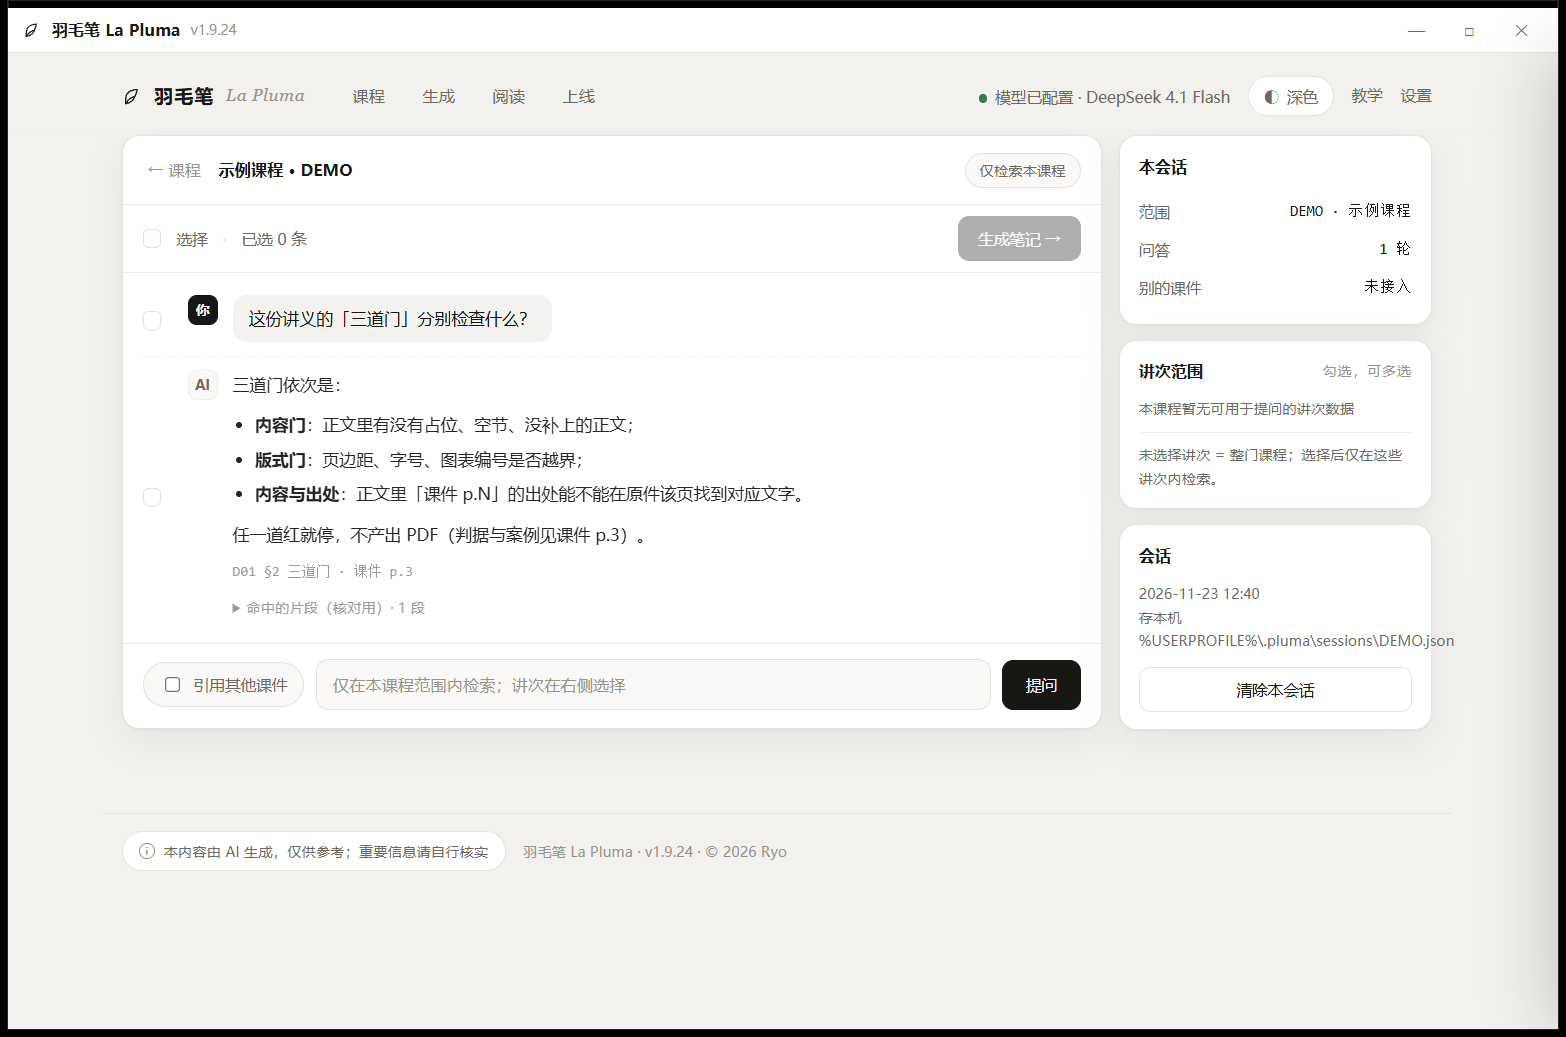 羽毛笔 La Pluma v1.9.24
羽毛笔 La Pluma 课程 生成 阅读 上线 模型已配置 · DeepSeek 4.1 Flash 深色 教学 设置
← 课程 示例课程 • DEMO 仅检索本课程
选择 · 已选 0 条 生成笔记 →
你 这份讲义的「三道门」分别检查什么？
AI 三道门依次是：
• 内容门：正文里有没有占位、空节、没补上的正文；
• 版式门：页边距、字号、图表编号是否越界；
• 内容与出处：正文里「课件 p.N」的出处能不能在原件该页找到对应文字。
任一道红就停，不产出 PDF（判据与案例见课件 p.3）。
D01 §2 三道门 · 课件 p.3
▶ 命中的片段（核对用）· 1 段
引用其他课件 仅在本课程范围内检索；讲次在右侧选择 提问
本会话
范围 DEMO · 示例课程
问答 1 轮
别的课件 未接入
讲次范围 勾选，可多选
本课程暂无可用于提问的讲次数据
未选择讲次 = 整门课程；选择后仅在这些
讲次内检索。
会话
2026-11-23 12:40
存本机
%USERPROFILE%\.pluma\sessions\DEMO.json
清除本会话
本内容由 AI 生成，仅供参考；重要信息请自行核实 羽毛笔 La Pluma · v1.9.24 · © 2026 Ryo